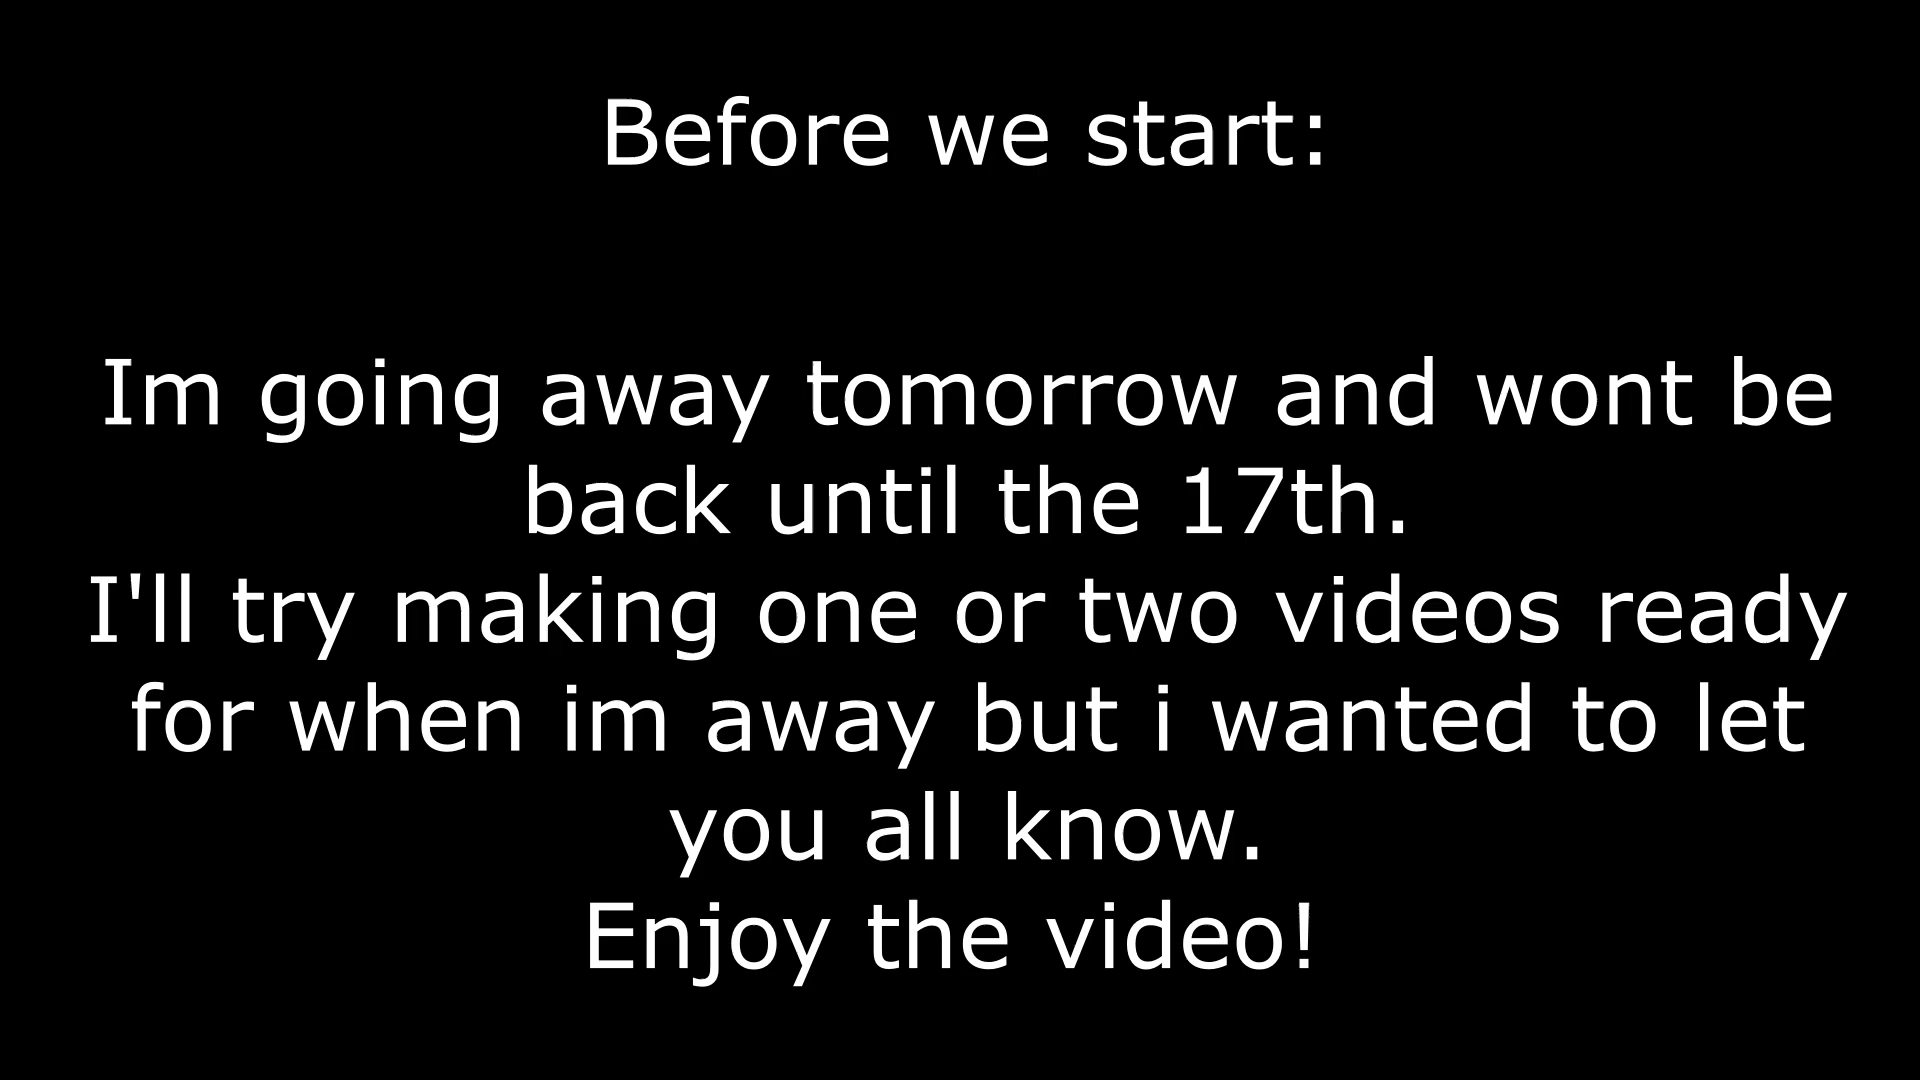 Before we start:
Im going away tomorrow and wont be
back until the 17th.
I'll try making one or two videos ready
for when im away but i wanted to let
you all know.
Enjoy the video!